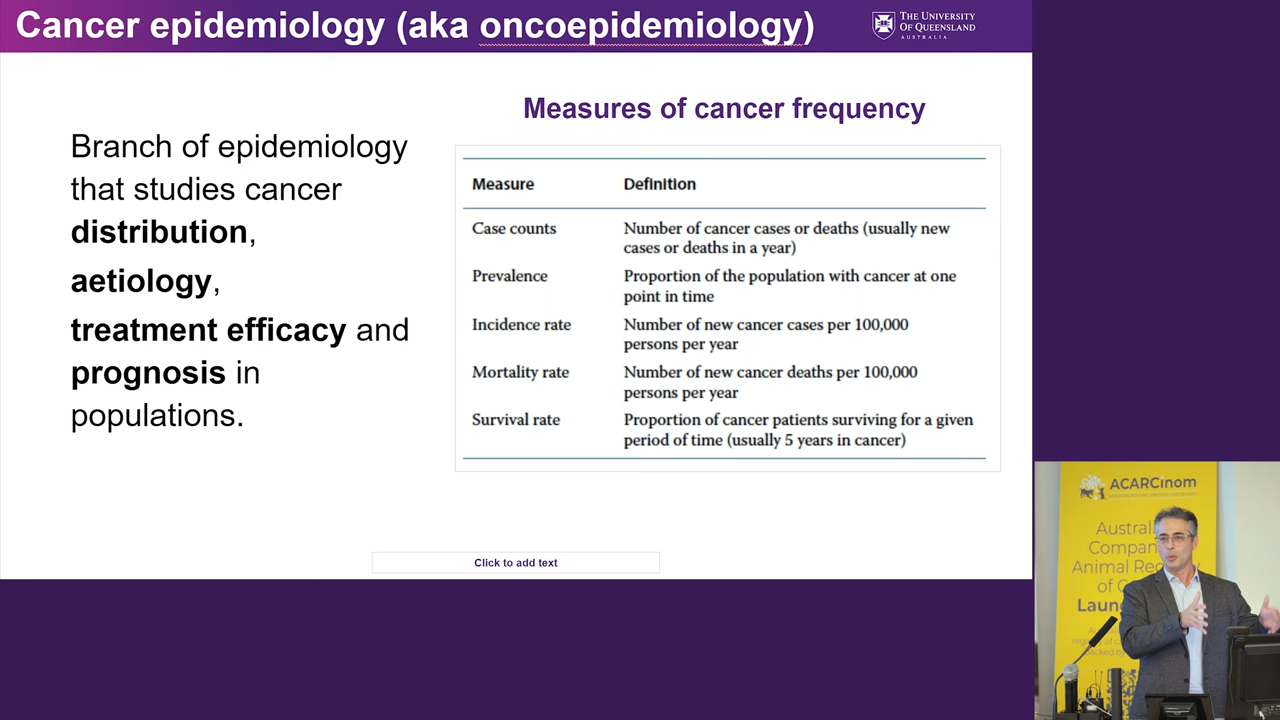 Cancer epidemiology (aka oncoepidemiology)
THE UNIVERSITY
OF QUEENSLAND
AUSTRALIA
Branch of epidemiology
that studies cancer
distribution,
aetiology,
treatment efficacy and
prognosis in
populations.
Measures of cancer frequency
Measure Definition
Case counts Number of cancer cases or deaths (usually new
cases or deaths in a year)
Prevalence Proportion of the population with cancer at one
point in time
Incidence rate Number of new cancer cases per 100,000
persons per year
Mortality rate Number of new cancer deaths per 100,000
persons per year
Survival rate Proportion of cancer patients surviving for a given
period of time (usually 5 years in cancer)
Click to add text
ACARCinom
Animal
of